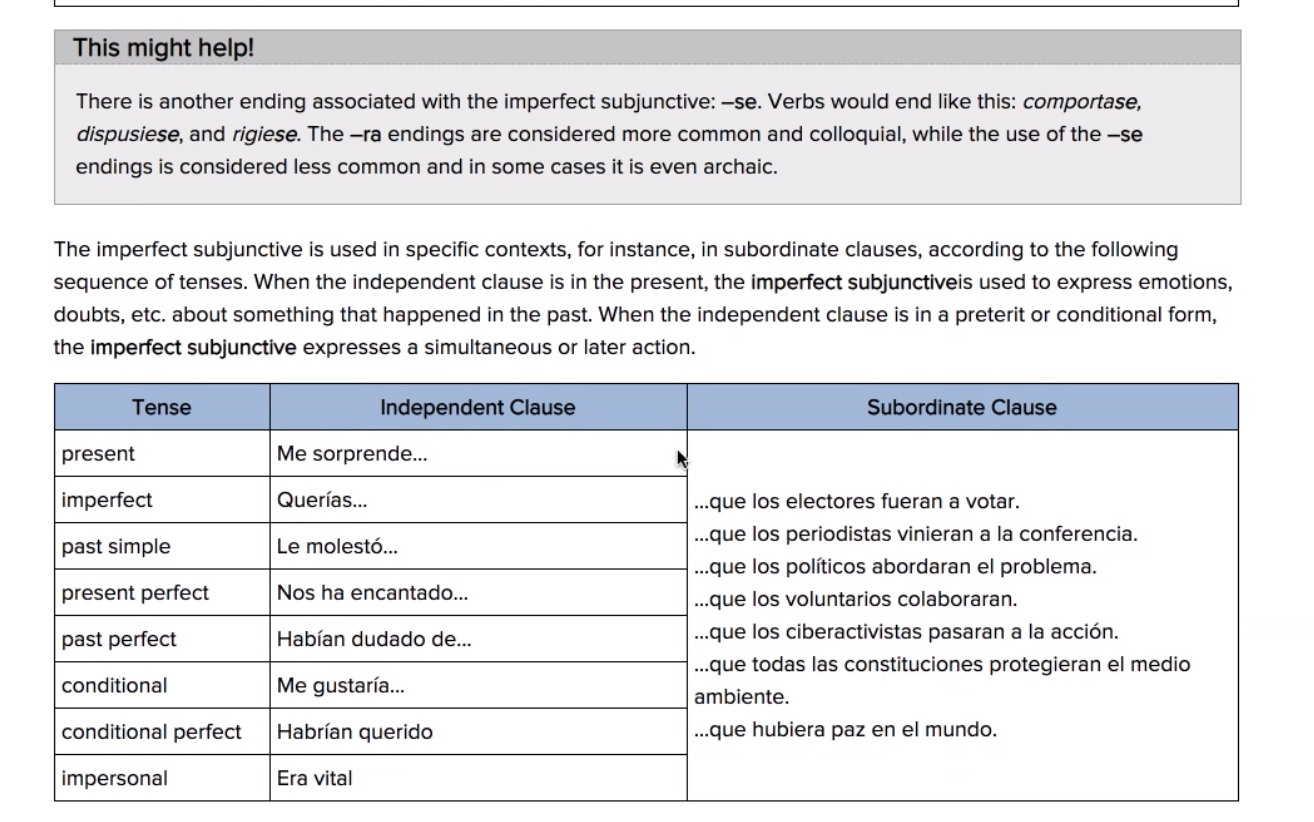 This might help!
There is another ending associated with the imperfect subjunctive: –se. Verbs would end like this: comportase,
dispusiese, and rigiese. The –ra endings are considered more common and colloquial, while the use of the –se
endings is considered less common and in some cases it is even archaic.
The imperfect subjunctive is used in specific contexts, for instance, in subordinate clauses, according to the following
sequence of tenses. When the independent clause is in the present, the imperfect subjunctiveis used to express emotions,
doubts, etc. about something that happened in the past. When the independent clause is in a preterit or conditional form,
the imperfect subjunctive expresses a simultaneous or later action.
Tense Independent Clause Subordinate Clause
present Me sorprende...
imperfect Querías...
past simple Le molestó...
present perfect Nos ha encantado...
past perfect Habían dudado de...
conditional Me gustaría...
conditional perfect Habrían querido
impersonal Era vital
...que los electores fueran a votar.
...que los periodistas vinieran a la conferencia.
...que los políticos abordaran el problema.
...que los voluntarios colaboraran.
...que los ciberactivistas pasaran a la acción.
...que todas las constituciones protegieran el medio
ambiente.
...que hubiera paz en el mundo.